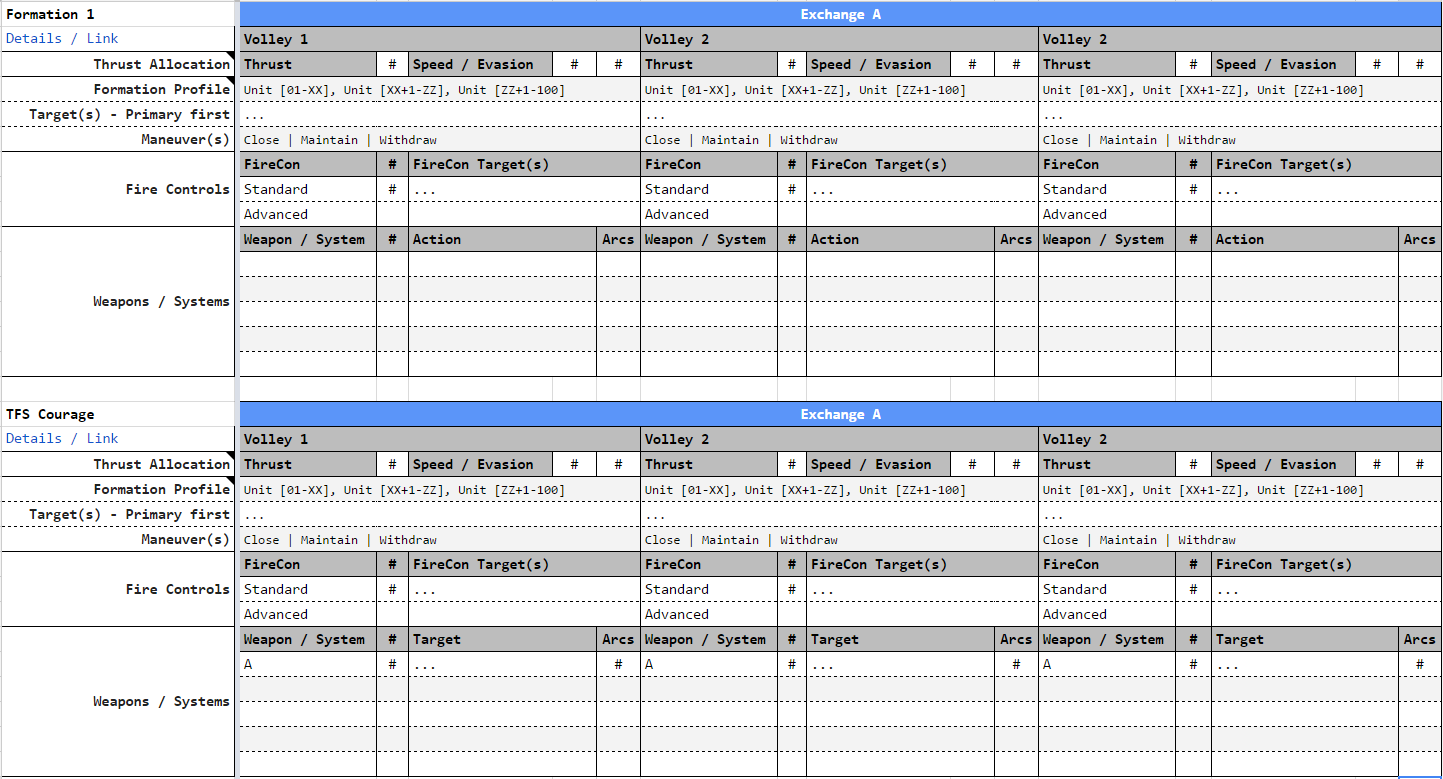 Formation 1 Exchange A
Details / Link Volley 1 Volley 2 Volley 2
Thrust Allocation Thrust # Speed / Evasion # # Thrust # Speed / Evasion # # Thrust # Speed / Evasion # #
Formation Profile Unit [01-XX], Unit [XX+1-ZZ], Unit [ZZ+1-100] Unit [01-XX], Unit [XX+1-ZZ], Unit [ZZ+1-100] Unit [01-XX], Unit [XX+1-ZZ], Unit [ZZ+1-100]
Target(s) - Primary first ... ... ...
Maneuver(s) Close | Maintain | Withdraw Close | Maintain | Withdraw Close | Maintain | Withdraw
FireCon # FireCon Target(s) FireCon # FireCon Target(s) FireCon # FireCon Target(s)
Fire Controls Standard # ... Standard # ... Standard # ...
Advanced Advanced Advanced
Weapon / System # Action Arcs Weapon / System # Action Arcs Weapon / System # Action Arcs
Weapons / Systems
TFS Courage Exchange A
Details / Link Volley 1 Volley 2 Volley 2
Thrust Allocation Thrust # Speed / Evasion # # Thrust # Speed / Evasion # # Thrust # Speed / Evasion # #
Formation Profile Unit [01-XX], Unit [XX+1-ZZ], Unit [ZZ+1-100] Unit [01-XX], Unit [XX+1-ZZ], Unit [ZZ+1-100] Unit [01-XX], Unit [XX+1-ZZ], Unit [ZZ+1-100]
Target(s) - Primary first ... ... ...
Maneuver(s) Close | Maintain | Withdraw Close | Maintain | Withdraw Close | Maintain | Withdraw
FireCon # FireCon Target(s) FireCon # FireCon Target(s) FireCon # FireCon Target(s)
Fire Controls Standard # ... Standard # ... Standard # ...
Advanced Advanced Advanced
Weapon / System # Target Arcs Weapon / System # Target Arcs Weapon / System # Target Arcs
A # ... # A # ... # A # ... #
Weapons / Systems